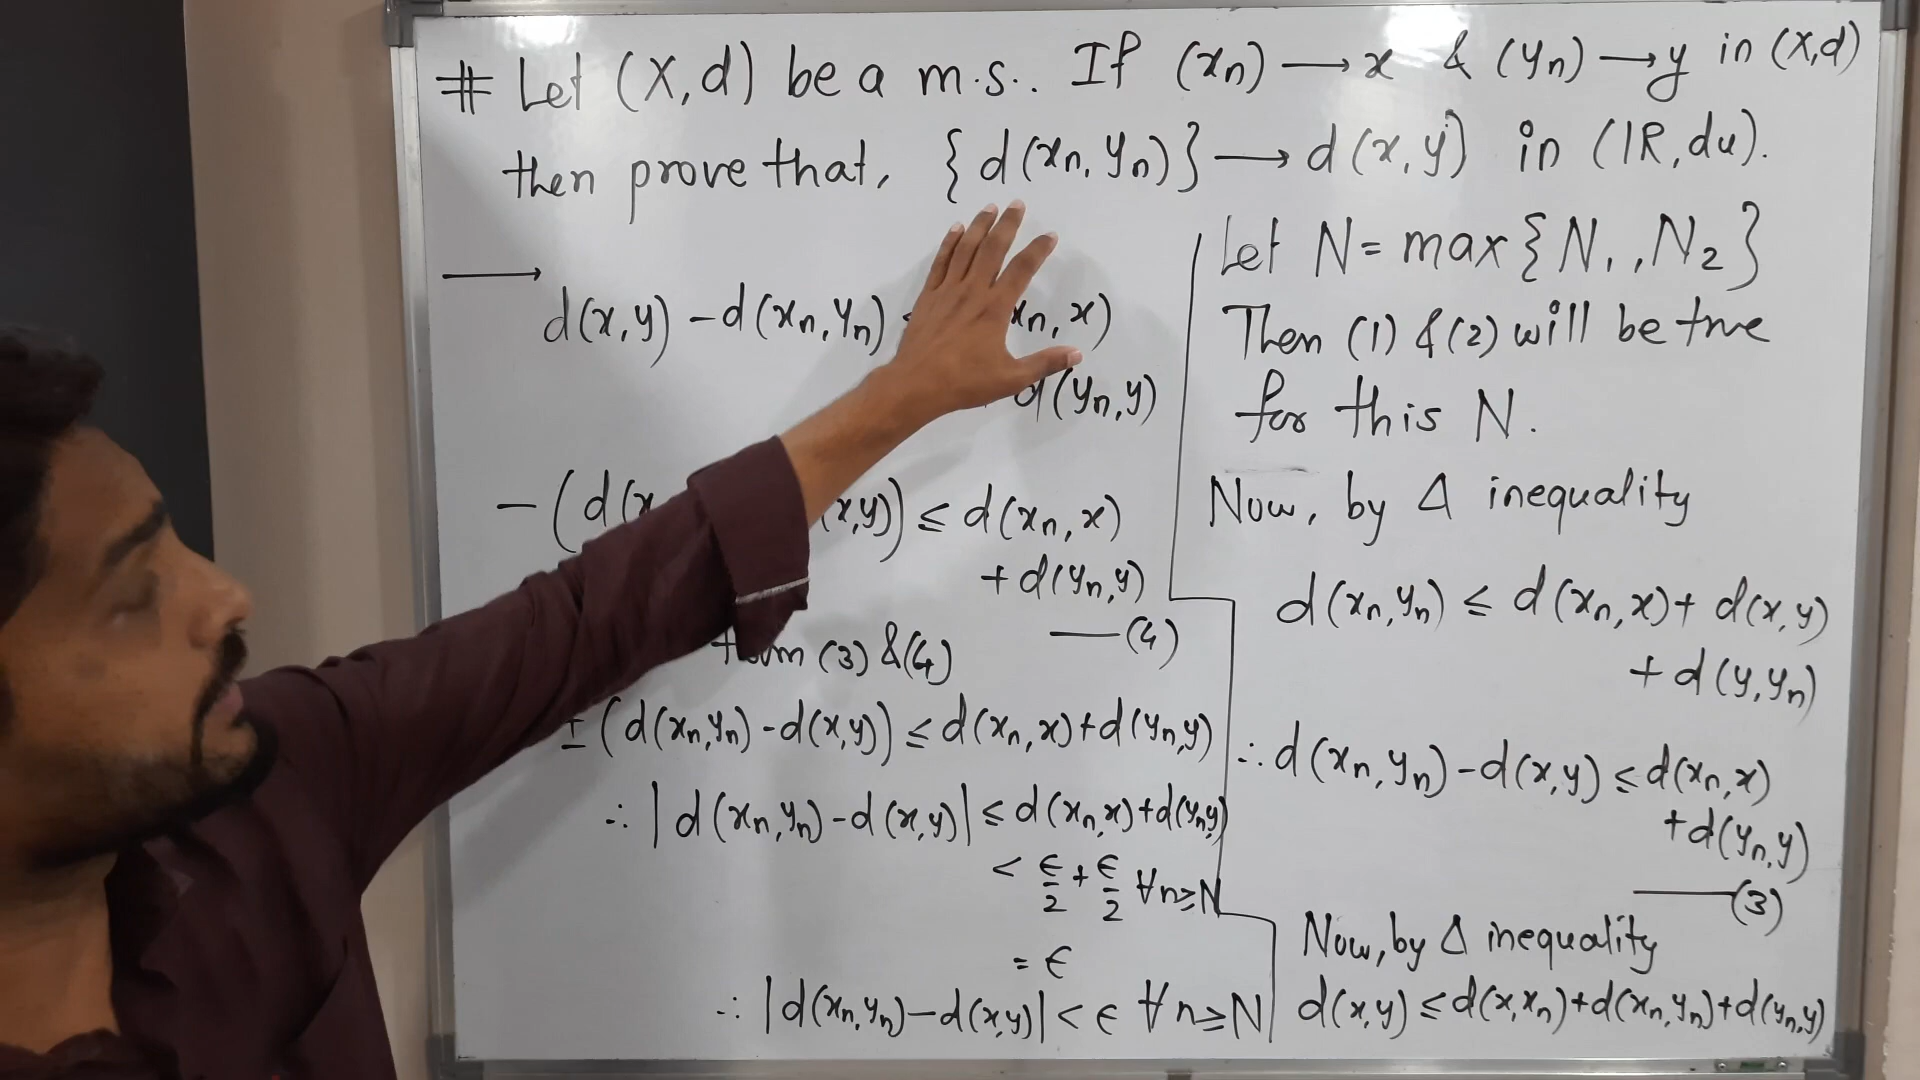 # Let (X,d) be a m.s.. If (xn) → x & (yn) → y in (X,d)
then prove that, {d(xn,yn)} → d(x,y) in (IR,du).
Let N = max{N1,N2}
Then (1) & (2) will be true
for this N.
Now, by Δ inequality
d(xn,yn) ≤ d(xn,x)+ d(x,y)
+ d(y,yn)
∴ d(xn,yn)-d(x,y) ≤ d(xn,x)
+d(yn,y)
—(3)
Now, by Δ inequality
d(x,y) ≤ d(x,xn)+d(xn,yn)+d(yn,y)
→
d(x,y) - d(xn,yn) xn,x)
d(yn,y)
-(d(x x,y)) ≤ d(xn,x)
+ d(yn,y)
—(4)
(3) &(4)
±(d(xn,yn)-d(x,y)) ≤ d(xn,x)+d(yn,y)
∴ |d(xn,yn)-d(x,y)| ≤ d(xn,x)+d(yn,y)
< ϵ/2 + ϵ/2 ∀n≥N
= ϵ
∴ |d(xn,yn)-d(x,y)| < ϵ ∀ n≥N